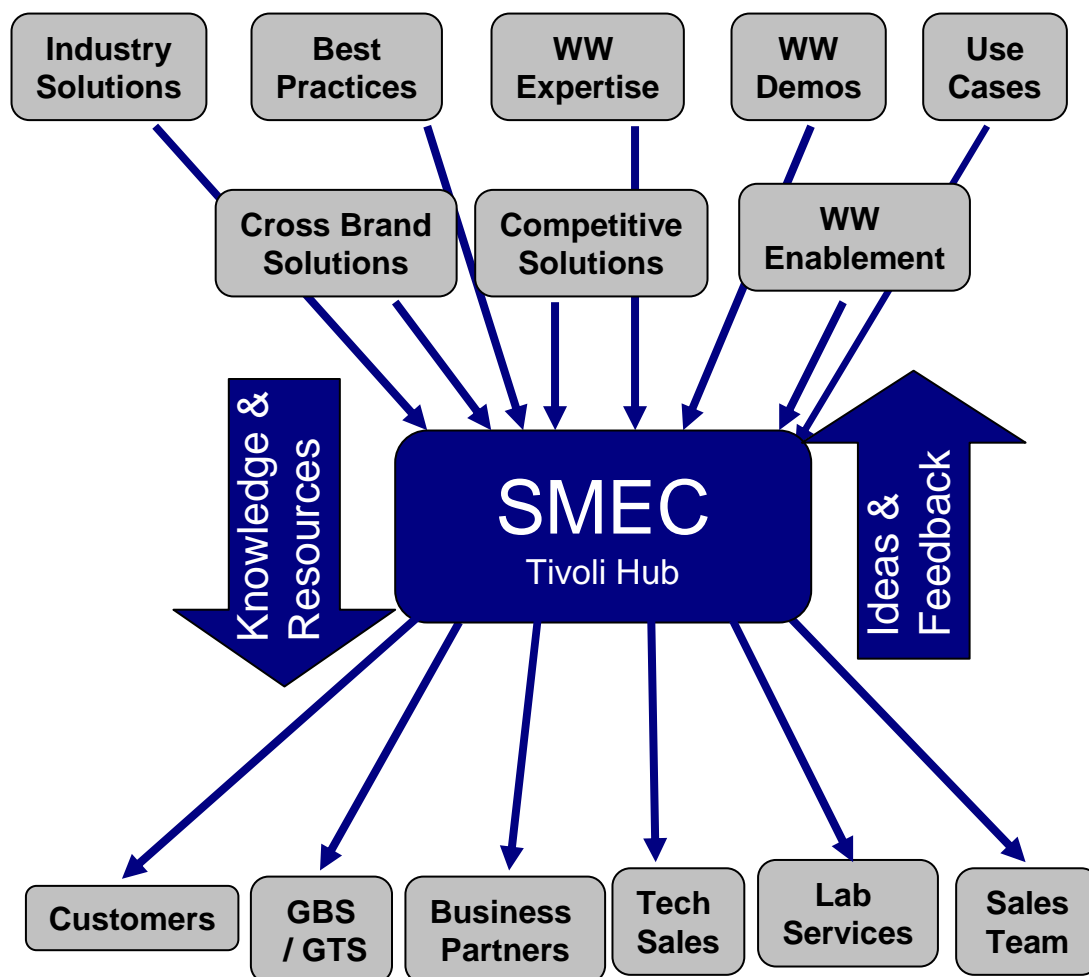 Industry
Solutions
Best
Practices
WW
Expertise
WW
Demos
Use
Cases
Cross Brand
Solutions
Competitive
Solutions
WW
Enablement
Knowledge &
Resources
SMEC
Tivoli Hub
Ideas &
Feedback
Customers
GBS
/ GTS
Business
Partners
Tech
Sales
Lab
Services
Sales
Team